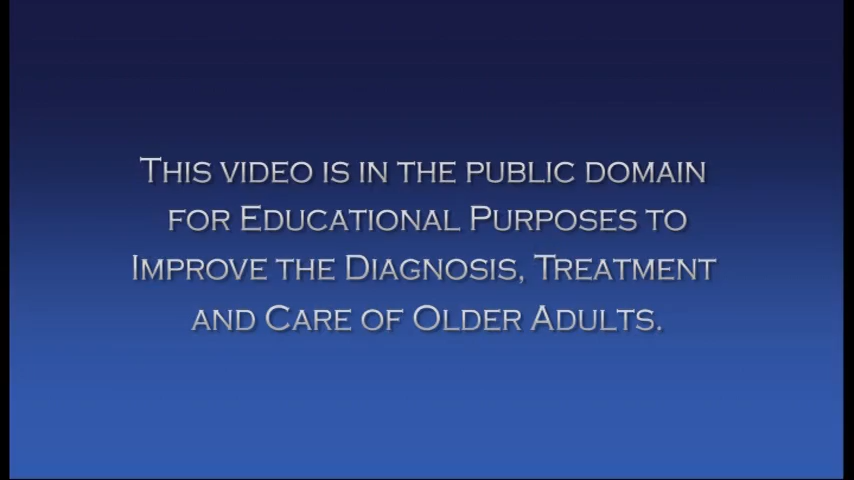 This video is in the public domain
for Educational Purposes to
Improve the Diagnosis, Treatment
and Care of Older Adults.